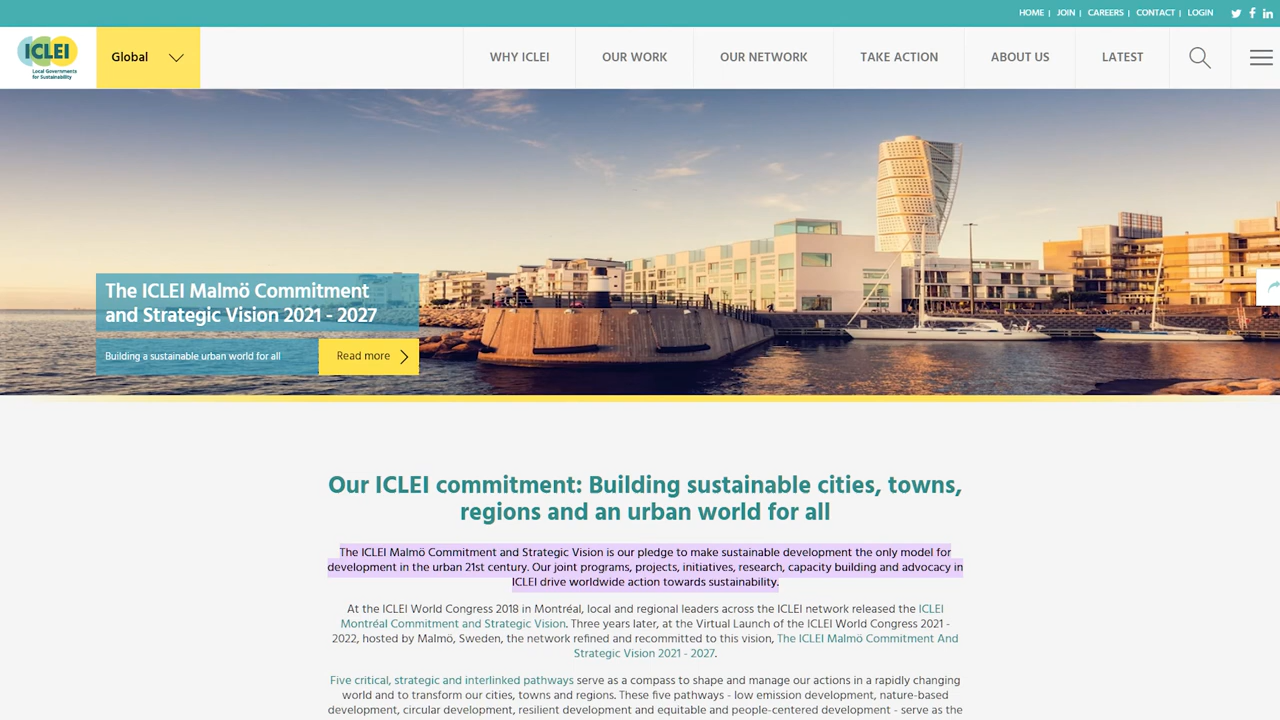 HOME | JOIN | CAREERS | CONTACT | LOGIN
ICLEI
Local Governments
for Sustainability
Global
WHY ICLEI
OUR WORK
OUR NETWORK
TAKE ACTION
ABOUT US
LATEST
The ICLEI Malmö Commitment
and Strategic Vision 2021 - 2027
Building a sustainable urban world for all
Read more
Our ICLEI commitment: Building sustainable cities, towns,
regions and an urban world for all
The ICLEI Malmö Commitment and Strategic Vision is our pledge to make sustainable development the only model for
development in the urban 21st century. Our joint programs, projects, initiatives, research, capacity building and advocacy in
ICLEI drive worldwide action towards sustainability.
At the ICLEI World Congress 2018 in Montréal, local and regional leaders across the ICLEI network released the ICLEI
Montréal Commitment and Strategic Vision. Three years later, at the Virtual Launch of the ICLEI World Congress 2021 -
2022, hosted by Malmö, Sweden, the network refined and recommitted to this vision, The ICLEI Malmö Commitment And
Strategic Vision 2021 - 2027.
Five critical, strategic and interlinked pathways serve as a compass to shape and manage our actions in a rapidly changing
world and to transform our cities, towns and regions. These five pathways - low emission development, nature-based
development, circular development, resilient development and equitable and people-centered development - serve as the